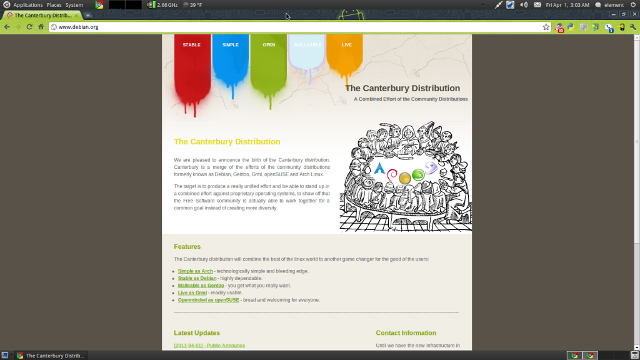 Applications Places System
2.66 GHz
39 °F
Fri Apr 1, 3:03 AM
element
The Canterbury Distrib...
www.debian.org
STABLE
SIMPLE
OPEN
MALLEABLE
LIVE
The Canterbury Distribution
A Combined Effort of the Community Distributions
The Canterbury Distribution
We are pleased to announce the birth of the Canterbury distribution.
Canterbury is a merge of the efforts of the community distributions
formerly known as Debian, Gentoo, Grml, openSUSE and Arch Linux.
The target is to produce a really unified effort and be able to stand up in
a combined effort against proprietary operating systems, to show off that
the Free Software community is actually able to work together for a
common goal instead of creating more diversity.
Features
The Canterbury distribution will combine the best of the linux world to another game changer for the good of the users:
Simple as Arch - technologically simple and bleeding edge.
Stable as Debian - highly dependable.
Malleable as Gentoo - you get what you really want.
Live as Grml - readily usable.
Openminded as openSUSE - broad and welcoming for everyone.
Latest Updates
Contact Information
[2011-04-01] - Public Announce
Until we have the new infrastructure in
The Canterbury Distrib...